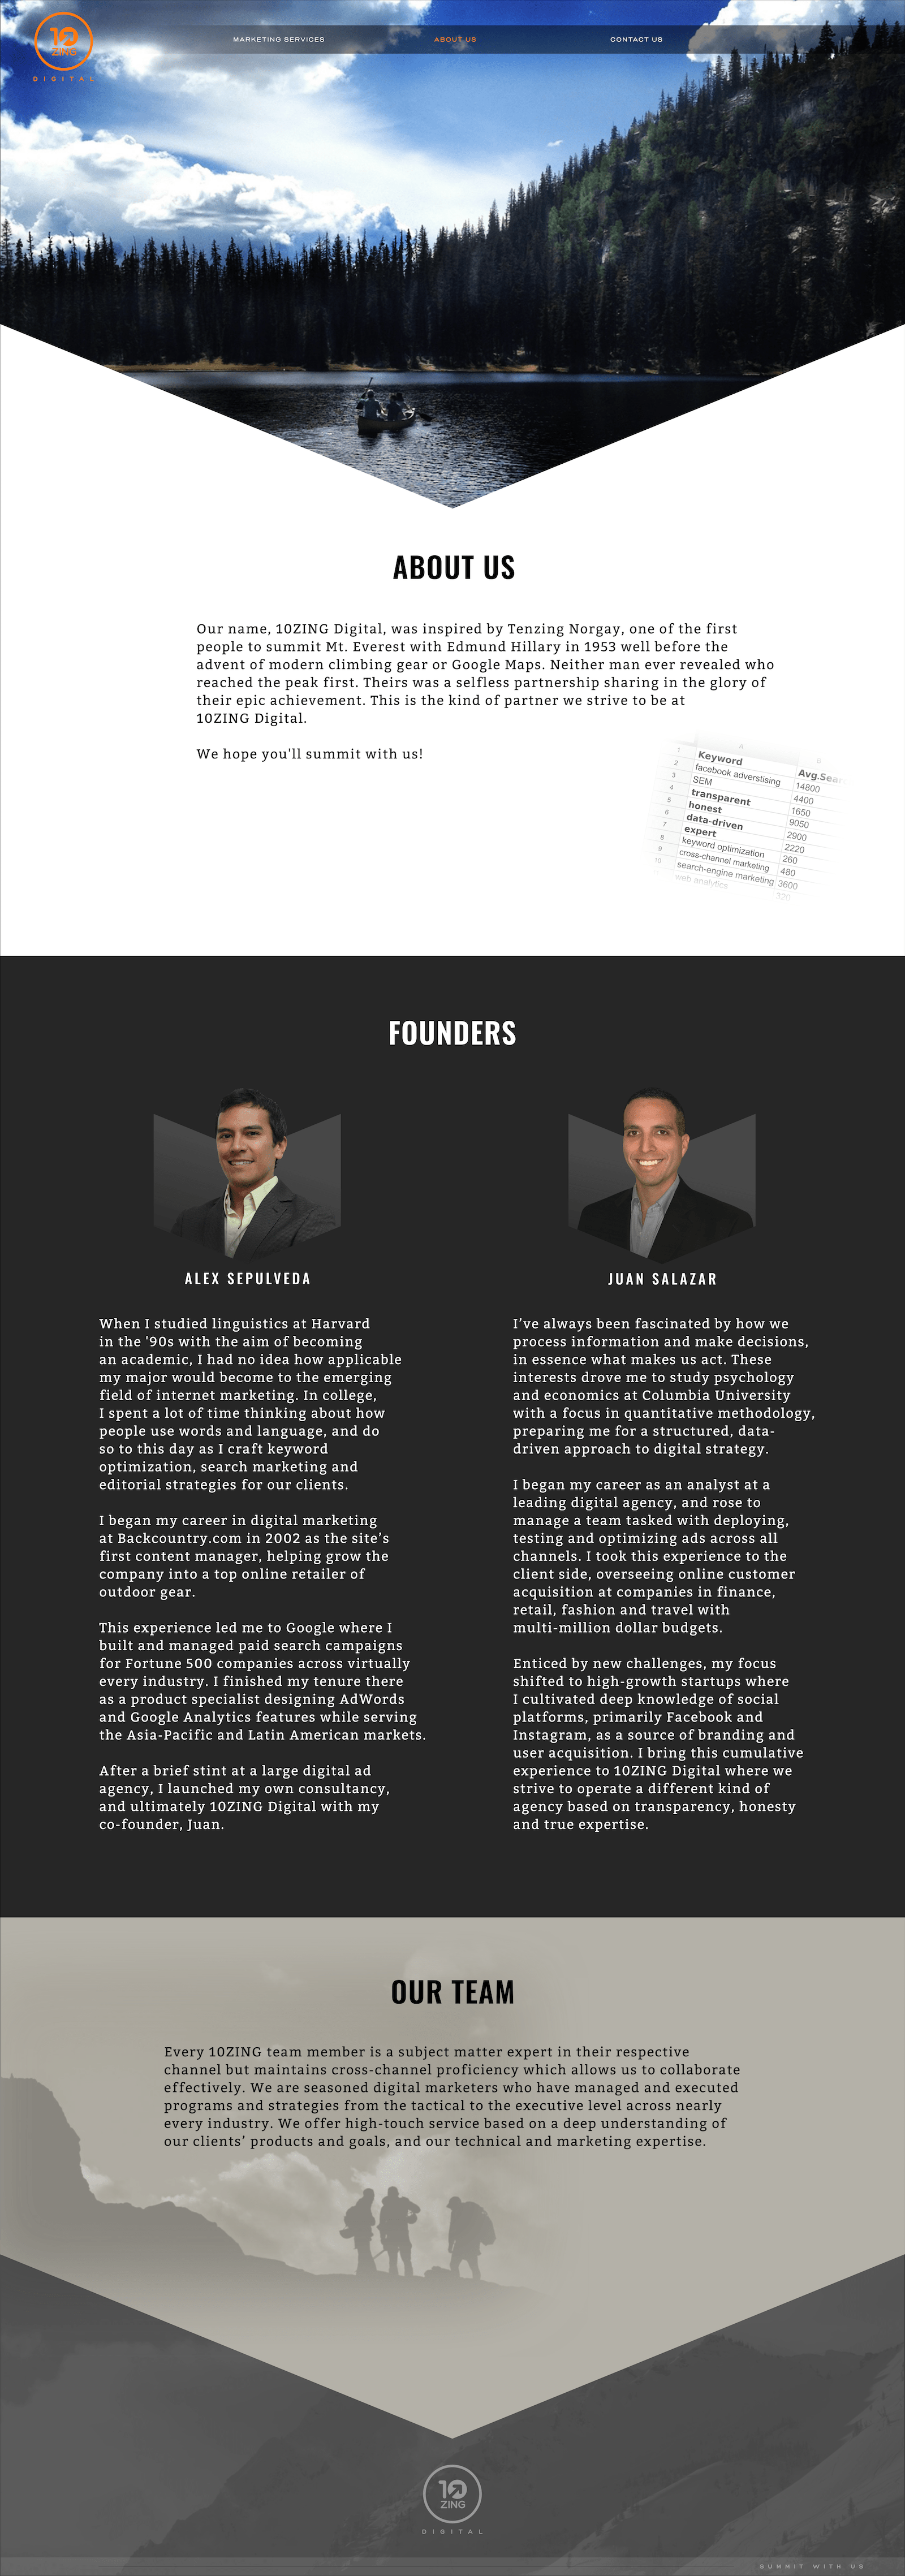 10
ZING
DIGITAL
MARKETING SERVICES
ABOUT US
CONTACT US
ABOUT US
Our name, 10ZING Digital, was inspired by Tenzing Norgay, one of the first
people to summit Mt. Everest with Edmund Hillary in 1953 well before the
advent of modern climbing gear or Google Maps. Neither man ever revealed who
reached the peak first. Theirs was a selfless partnership sharing in the glory of
their epic achievement. This is the kind of partner we strive to be at
10ZING Digital.
We hope you'll summit with us!
A
1 Keyword Avg.Sear
2 facebook adverstising 14800
3 SEM 4400
4 transparent 1650
5 honest 9050
6 data-driven 2900
7 expert 2220
8 keyword optimization 260
9 cross-channel marketing 480
10 search-engine marketing 3600
web analytics 320
FOUNDERS
ALEX SEPULVEDA
When I studied linguistics at Harvard
in the '90s with the aim of becoming
an academic, I had no idea how applicable
my major would become to the emerging
field of internet marketing. In college,
I spent a lot of time thinking about how
people use words and language, and do
so to this day as I craft keyword
optimization, search marketing and
editorial strategies for our clients.
I began my career in digital marketing
at Backcountry.com in 2002 as the site’s
first content manager, helping grow the
company into a top online retailer of
outdoor gear.
This experience led me to Google where I
built and managed paid search campaigns
for Fortune 500 companies across virtually
every industry. I finished my tenure there
as a product specialist designing AdWords
and Google Analytics features while serving
the Asia-Pacific and Latin American markets.
After a brief stint at a large digital ad
agency, I launched my own consultancy,
and ultimately 10ZING Digital with my
co-founder, Juan.
JUAN SALAZAR
I’ve always been fascinated by how we
process information and make decisions,
in essence what makes us act. These
interests drove me to study psychology
and economics at Columbia University
with a focus in quantitative methodology,
preparing me for a structured, data-
driven approach to digital strategy.
I began my career as an analyst at a
leading digital agency, and rose to
manage a team tasked with deploying,
testing and optimizing ads across all
channels. I took this experience to the
client side, overseeing online customer
acquisition at companies in finance,
retail, fashion and travel with
multi-million dollar budgets.
Enticed by new challenges, my focus
shifted to high-growth startups where
I cultivated deep knowledge of social
platforms, primarily Facebook and
Instagram, as a source of branding and
user acquisition. I bring this cumulative
experience to 10ZING Digital where we
strive to operate a different kind of
agency based on transparency, honesty
and true expertise.
OUR TEAM
Every 10ZING team member is a subject matter expert in their respective
channel but maintains cross-channel proficiency which allows us to collaborate
effectively. We are seasoned digital marketers who have managed and executed
programs and strategies from the tactical to the executive level across nearly
every industry. We offer high-touch service based on a deep understanding of
our clients’ products and goals, and our technical and marketing expertise.
10
ZING
DIGITAL
SUMMIT WITH US